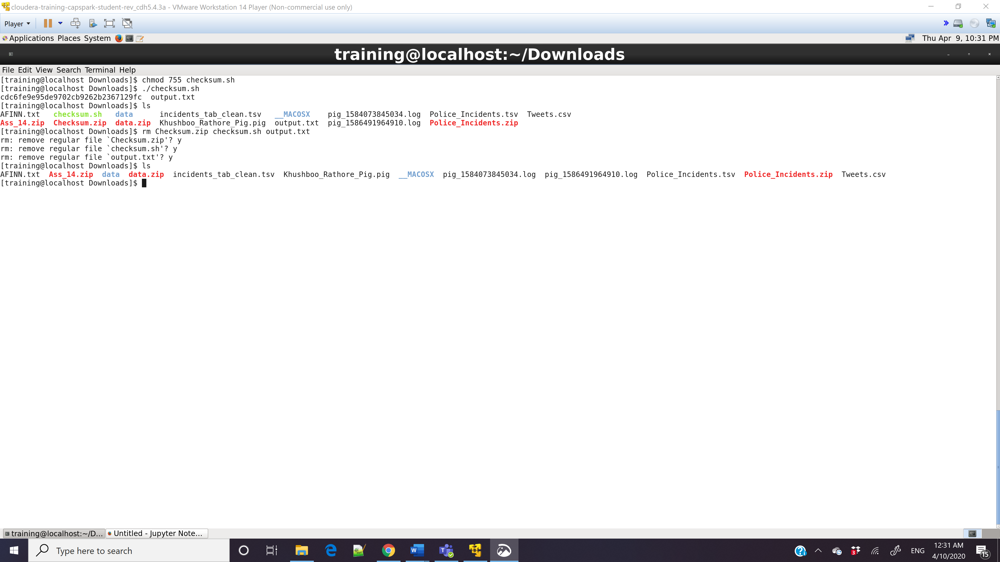 cloudera-training-capspark-student-rev_cdh5.4.3a - VMware Workstation 14 Player (Non-commercial use only)
Player
Applications Places System Thu Apr 9, 10:31 PM
training@localhost:~/Downloads
File Edit View Search Terminal Help
[training@localhost Downloads]$ chmod 755 checksum.sh
[training@localhost Downloads]$ ./checksum.sh
cdc6fe9e95de9702cb9262b2367129fc  output.txt
[training@localhost Downloads]$ ls
AFINN.txt   checksum.sh   data      incidents_tab_clean.tsv   __MACOSX    pig_1584073845034.log  Police_Incidents.tsv  Tweets.csv
Ass_14.zip  Checksum.zip  data.zip  Khushboo_Rathore_Pig.pig  output.txt  pig_1586491964910.log  Police_Incidents.zip
[training@localhost Downloads]$ rm Checksum.zip checksum.sh output.txt
rm: remove regular file `Checksum.zip'? y
rm: remove regular file `checksum.sh'? y
rm: remove regular file `output.txt'? y
[training@localhost Downloads]$ ls
AFINN.txt  Ass_14.zip  data  data.zip  incidents_tab_clean.tsv  Khushboo_Rathore_Pig.pig  __MACOSX  pig_1584073845034.log  pig_1586491964910.log  Police_Incidents.tsv  Police_Incidents.zip  Tweets.csv
[training@localhost Downloads]$
training@localhost:~/D... Untitled - Jupyter Note...
Type here to search
3
ENG
12:31 AM
4/10/2020
15